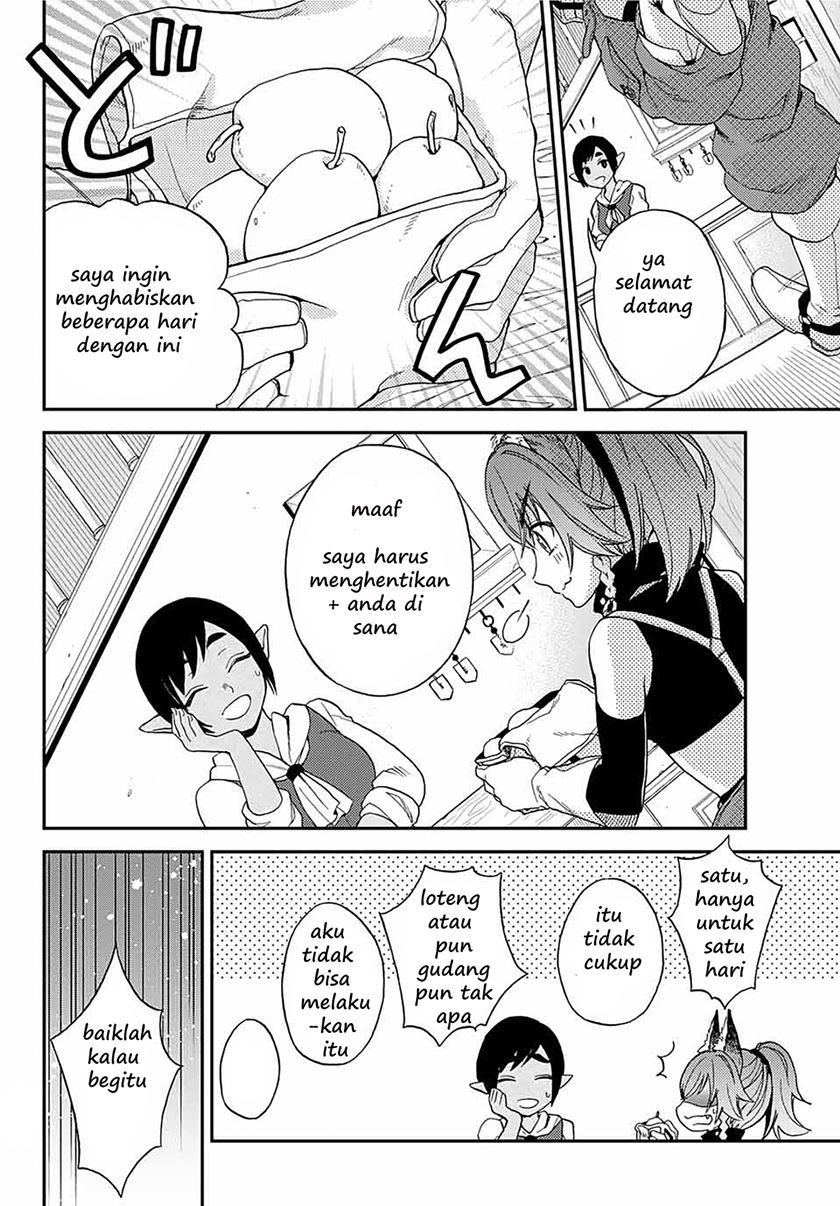 ya
selamat
datang
ドン
saya ingin
menghabiskan
beberapa hari
dengan ini
maaf
saya harus
menghentikan
+ anda di
sana
satu,
hanya
untuk
satu
hari
itu
tidak
cukup
loteng
atau
pun
gudang
pun tak
apa
aku
tidak
bisa
melaku
-kan
itu
baiklah
kalau
begitu